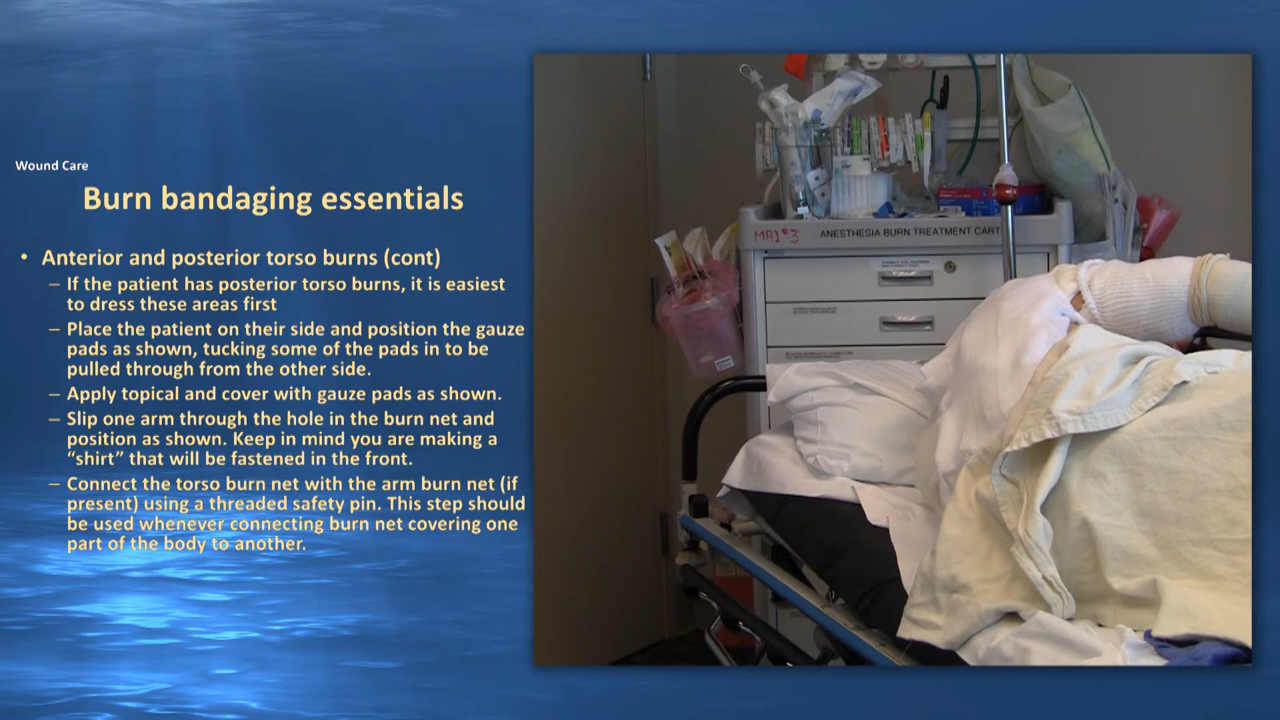 Wound Care
Burn bandaging essentials
• Anterior and posterior torso burns (cont)
– If the patient has posterior torso burns, it is easiest
to dress these areas first
– Place the patient on their side and position the gauze
pads as shown, tucking some of the pads in to be
pulled through from the other side.
– Apply topical and cover with gauze pads as shown.
– Slip one arm through the hole in the burn net and
position as shown. Keep in mind you are making a
“shirt” that will be fastened in the front.
– Connect the torso burn net with the arm burn net (if
present) using a threaded safety pin. This step should
be used whenever connecting burn net covering one
part of the body to another.
MRI#3 ANESTHESIA BURN TREATMENT CART